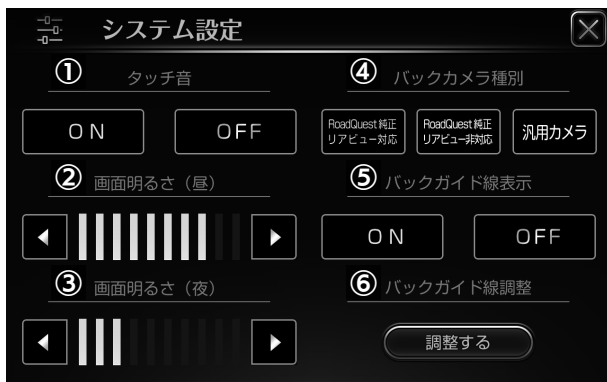 システム設定
① タッチ音
ON OFF
② 画面明るさ（昼）
③ 画面明るさ（夜）
④ バックカメラ種別
RoadQuest純正
リアビュー対応
RoadQuest純正
リアビュー非対応
汎用カメラ
⑤ バックガイド線表示
ON OFF
⑥ バックガイド線調整
調整する